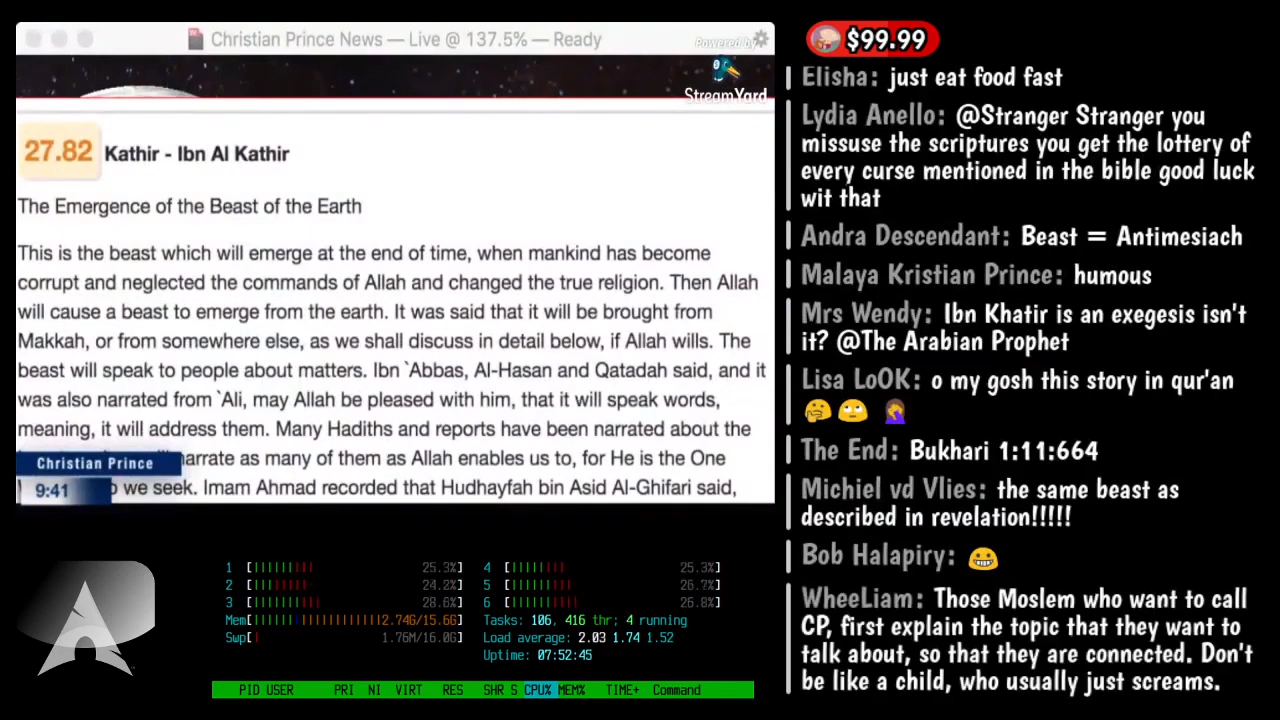 Christian Prince News — Live @ 137.5% — Ready
Powered by
StreamYard
27.82 Kathir - Ibn Al Kathir
The Emergence of the Beast of the Earth
This is the beast which will emerge at the end of time, when mankind has become
corrupt and neglected the commands of Allah and changed the true religion. Then Allah
will cause a beast to emerge from the earth. It was said that it will be brought from
Makkah, or from somewhere else, as we shall discuss in detail below, if Allah wills. The
beast will speak to people about matters. Ibn `Abbas, Al-Hasan and Qatadah said, and it
was also narrated from `Ali, may Allah be pleased with him, that it will speak words,
meaning, it will address them. Many Hadiths and reports have been narrated about the
narrate as many of them as Allah enables us to, for He is the One
we seek. Imam Ahmad recorded that Hudhayfah bin Asid Al-Ghifari said,
Christian Prince
9:41
1 [|||||||||| 25.3%] 4 [||||||||| 25.3%]
2 [|||||||||| 24.2%] 5 [||||||||| 26.7%]
3 [||||||||||| 28.6%] 6 [||||||||||| 26.8%]
Mem[||||||||||||||||||||||2.74G/15.6G] Tasks: 106, 416 thr; 4 running
Swp[| 1.76M/16.0G] Load average: 2.03 1.74 1.52
Uptime: 07:52:45
PID USER PRI NI VIRT RES SHR S CPU% MEM% TIME+ Command
$99.99
Elisha: just eat food fast
Lydia Anello: @Stranger Stranger you
missuse the scriptures you get the lottery of
every curse mentioned in the bible good luck
wit that
Andra Descendant: Beast = Antimesiach
Malaya Kristian Prince: humous
Mrs Wendy: Ibn Khatir is an exegesis isn't
it? @The Arabian Prophet
Lisa LoOK: o my gosh this story in qur'an
🤔🙄 🤦‍♀️
The End: Bukhari 1:11:664
Michiel vd Vlies: the same beast as
described in revelation!!!!!
Bob Halapiry: 😬
WheeLiam: Those Moslem who want to call
CP, first explain the topic that they want to
talk about, so that they are connected. Don't
be like a child, who usually just screams.